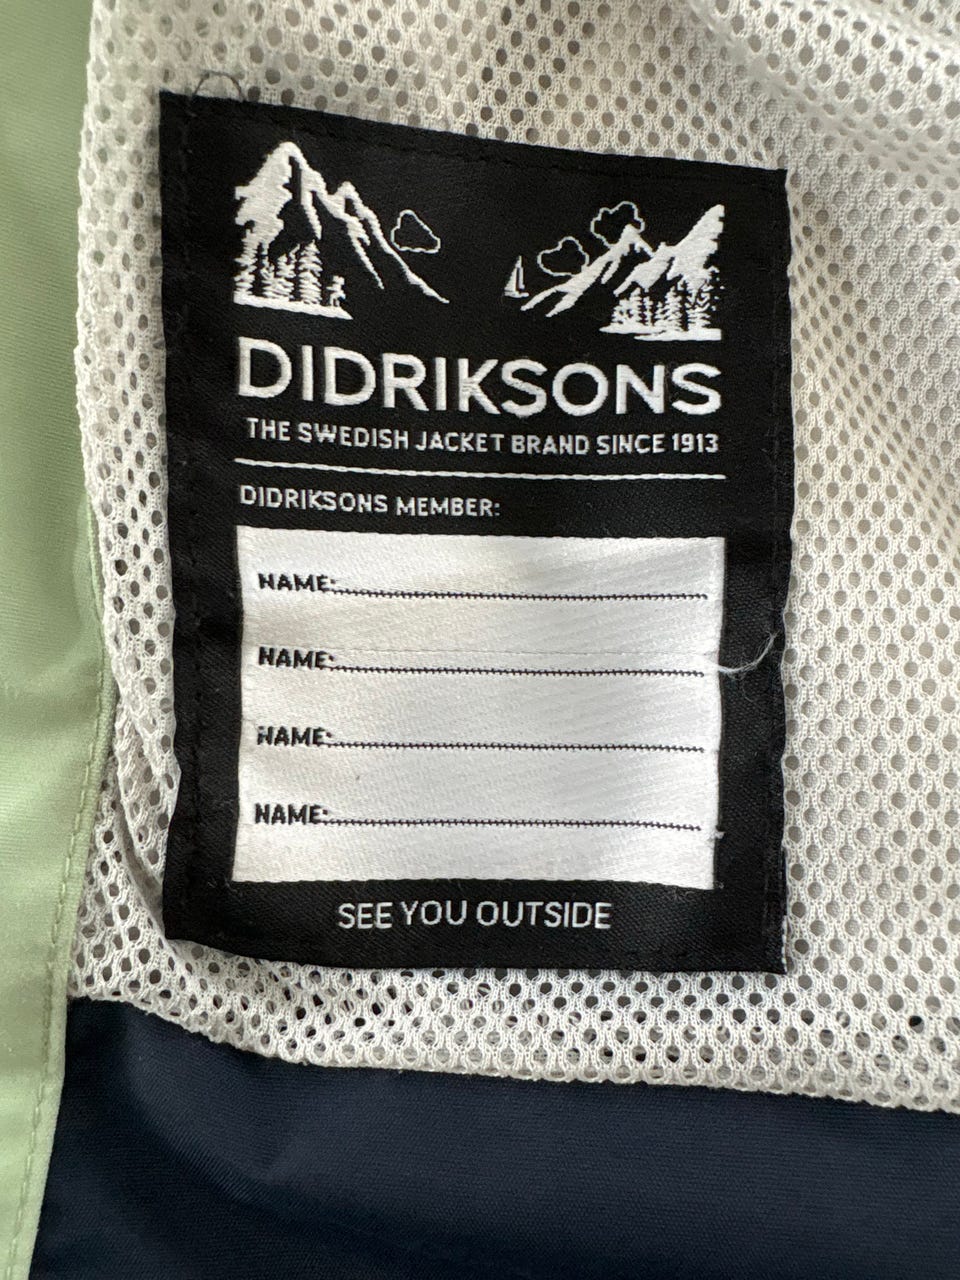 DIDRIKSONS
THE SWEDISH JACKET BRAND SINCE 1913
DIDRIKSONS MEMBER:
NAME:
NAME:
NAME:
NAME:
SEE YOU OUTSIDE